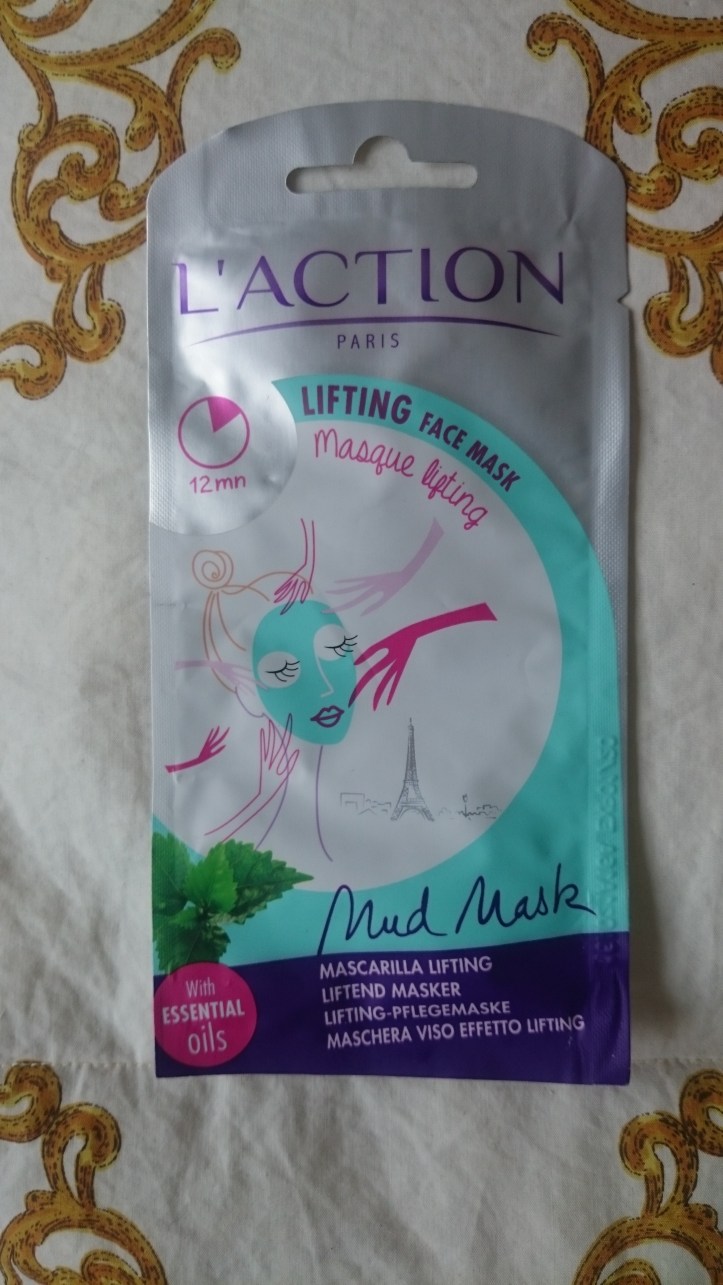 L'ACTION
PARIS
LIFTING FACE MASK
Masque lifting
12mn
Mud Mask
MASCARILLA LIFTING
LIFTEND MASKER
LIFTING-PFLEGEMASKE
MASCHERA VISO EFFETTO LIFTING
With
ESSENTIAL
oils